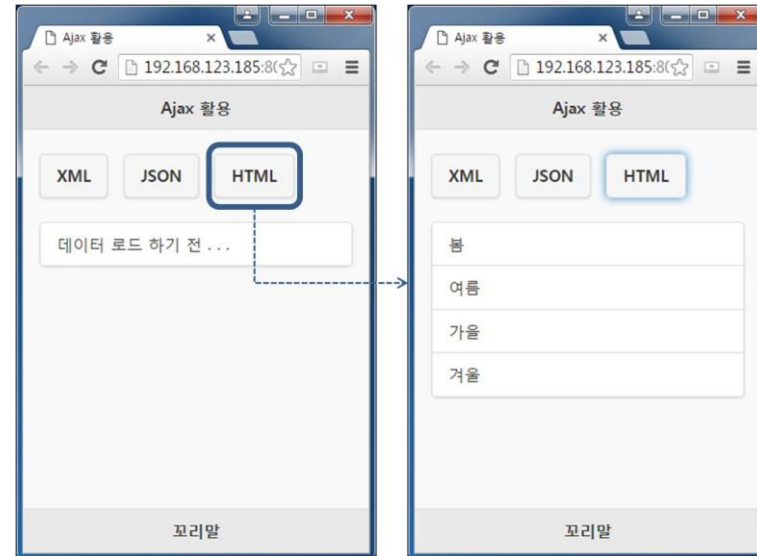 Ajax 활용
192.168.123.185:8(
Ajax 활용
XML JSON HTML
데이터 로드 하기 전 . . .
꼬리말
Ajax 활용
192.168.123.185:8(
Ajax 활용
XML JSON HTML
봄
여름
가을
겨울
꼬리말